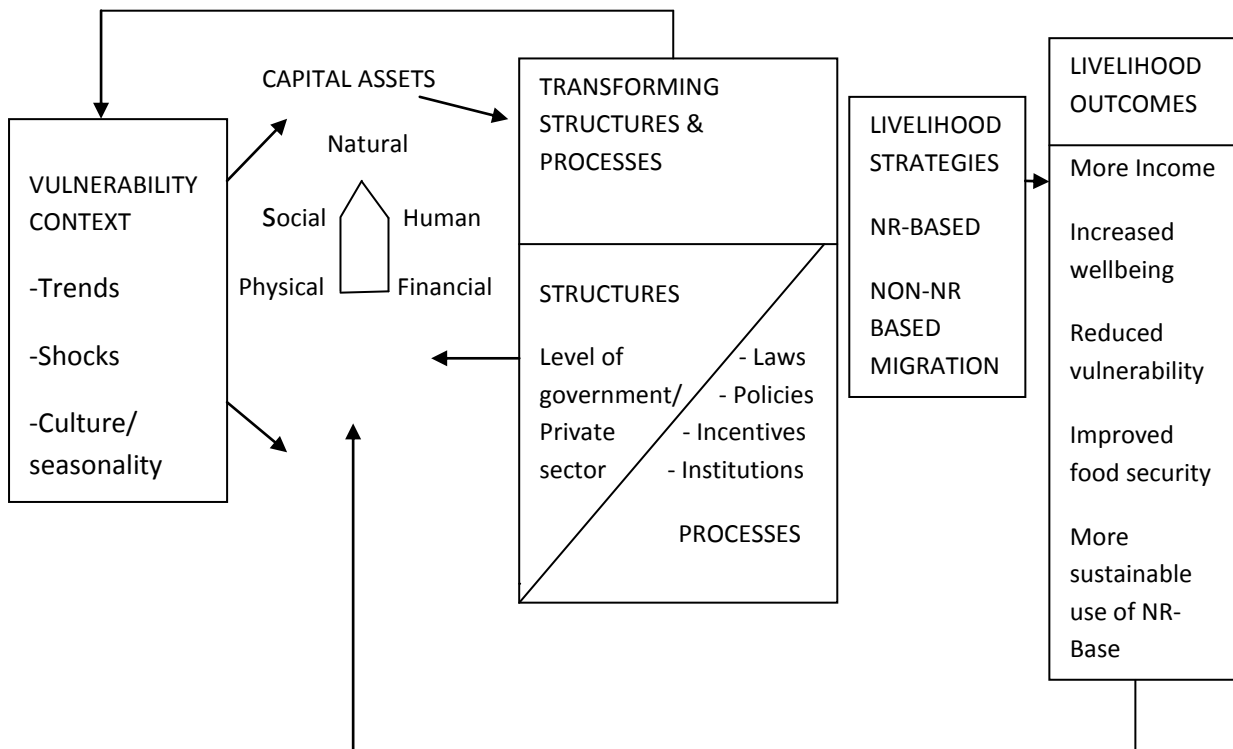 VULNERABILITY
CONTEXT
-Trends
-Shocks
-Culture/
seasonality
CAPITAL ASSETS
Natural
Social
Human
Physical
Financial
TRANSFORMING
STRUCTURES &
PROCESSES
STRUCTURES
Level of
government/
Private
sector
- Laws
- Policies
- Incentives
- Institutions
PROCESSES
LIVELIHOOD
STRATEGIES
NR-BASED
NON-NR
BASED
MIGRATION
LIVELIHOOD
OUTCOMES
More Income
Increased
wellbeing
Reduced
vulnerability
Improved
food security
More
sustainable
use of NR-
Base